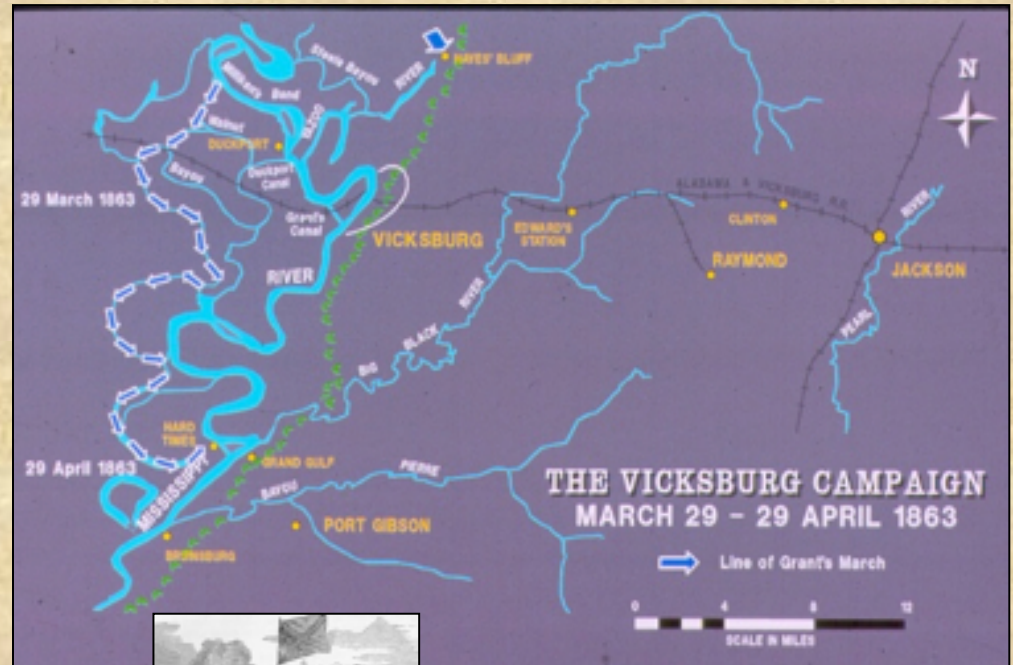 Steele Bayou
RIVER
HAYES' BLUFF
Milliken's Bend
YAZOO
Walnut
DUCKPORT
Bayou
Duckport
Canal
29 March 1863
Grant's
Canal
VICKSBURG
RIVER
ALABAMA & VICKSBURG R.R.
EDWARD'S
STATION
CLINTON
RAYMOND
N
RIVER
JACKSON
PEARL
BIG BLACK RIVER
HARD
TIMES
29 April 1863
MISSISSIPPI
GRAND GULF
BAYOU PIERRE
PORT GIBSON
BRUINSBURG
THE VICKSBURG CAMPAIGN
MARCH 29 - 29 APRIL 1863
Line of Grant's March
0 4 8 12
SCALE IN MILES